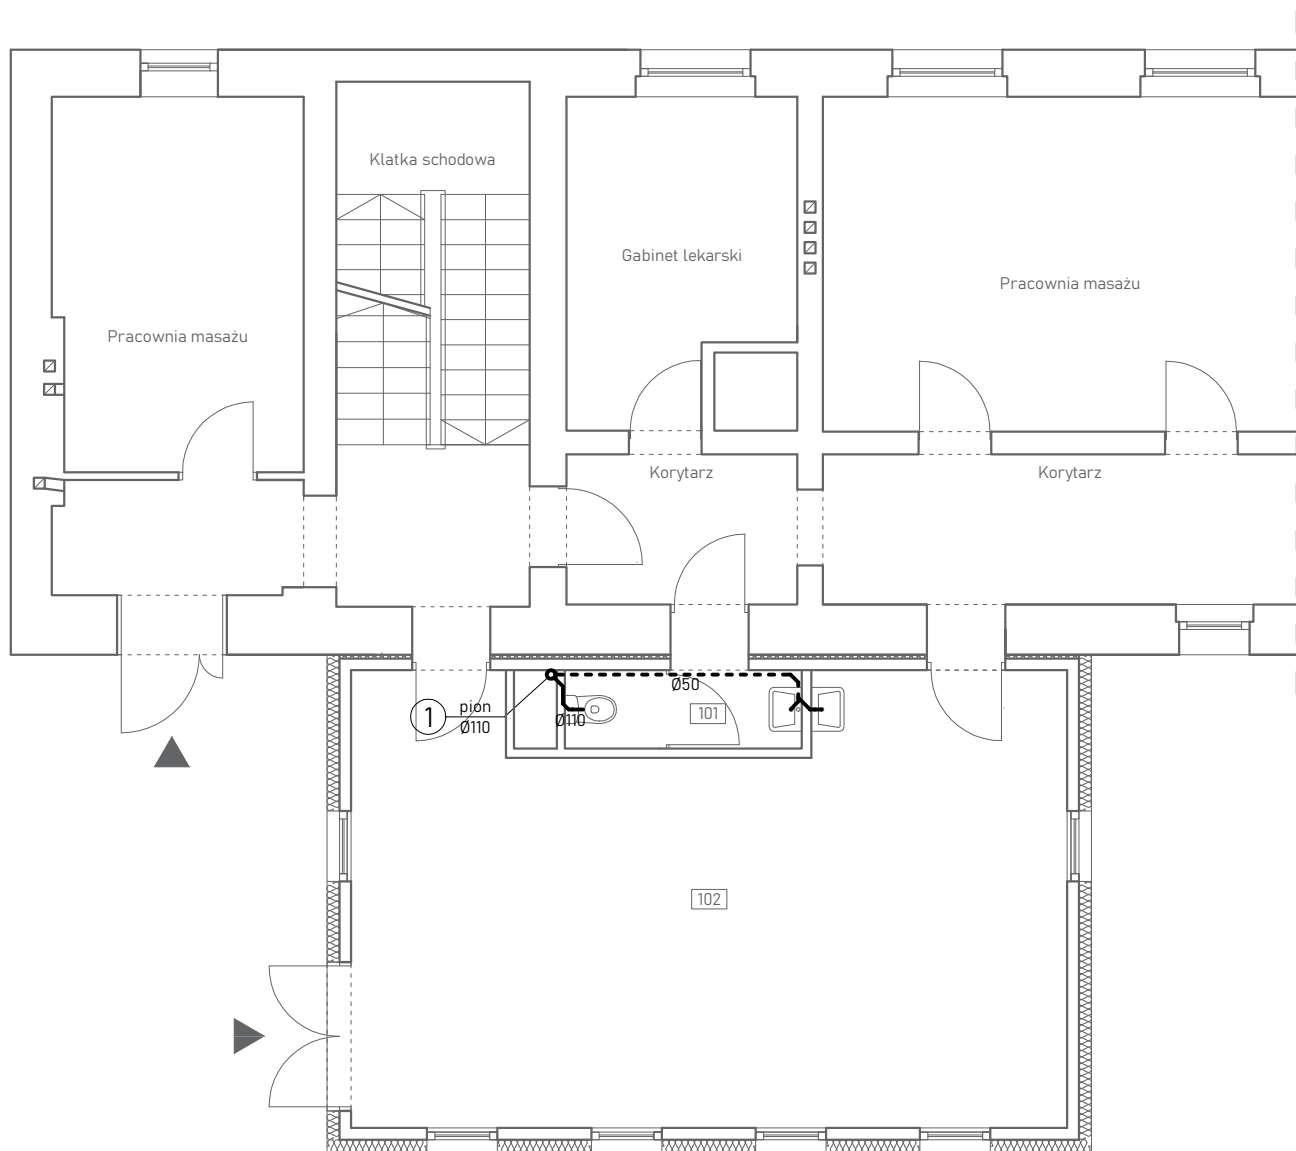 Klatka schodowa
Gabinet lekarski
Pracownia masażu
Pracownia masażu
Korytarz
Korytarz
Ø50
1
pion
Ø110
Ø110
101
102